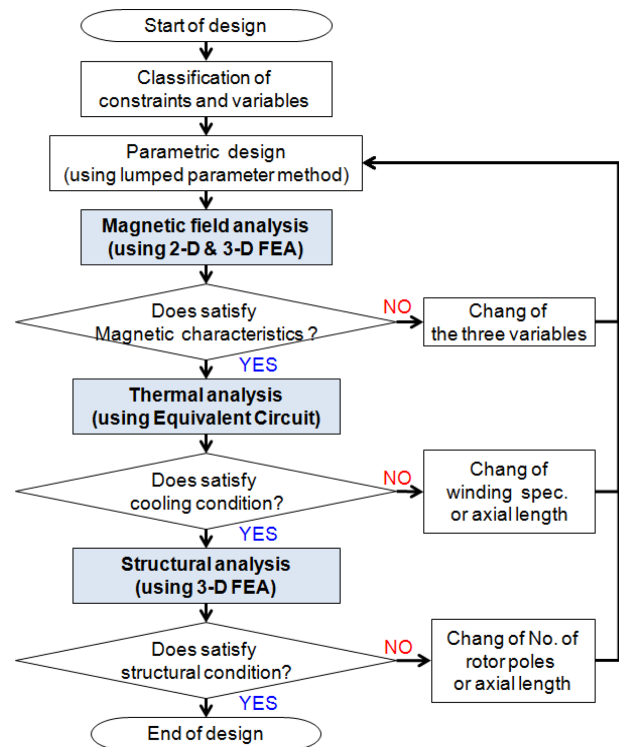 Start of design
Classification of
constraints and variables
Parametric design
(using lumped parameter method)
Magnetic field analysis
(using 2-D & 3-D FEA)
Does satisfy
Magnetic characteristics?
NO
Chang of
the three variables
YES
Thermal analysis
(using Equivalent Circuit)
Does satisfy
cooling condition?
NO
Chang of
winding spec.
or axial length
YES
Structural analysis
(using 3-D FEA)
Does satisfy
structural condition?
NO
Chang of No. of
rotor poles
or axial length
YES
End of design